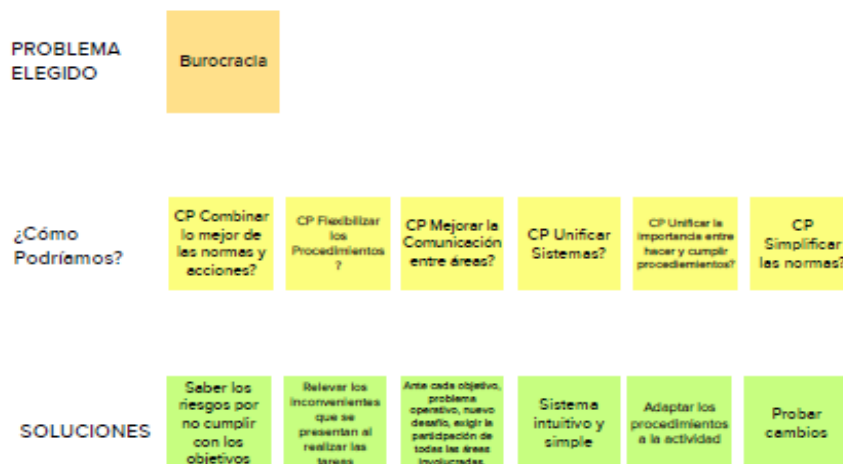 PROBLEMA
ELEGIDO
Burocracia
¿Cómo
Podríamos?
CP Combinar
lo mejor de
las normas y
acciones?
CP Flexibilizar
los
Procedimientos
?
CP Mejorar la
Comunicación
entre áreas?
CP Unificar
Sistemas?
CP Unificar la
importancia entre
hacer y cumplir
procediemientos?
CP
Simplificar
las normas?
SOLUCIONES
Saber los
riesgos por
no cumplir
con los
objetivos
Relevar los
inconvenientes
que se
presentan al
realizar las
tareas
Ante cada objetivo,
problema
operativo, nuevo
desafío, exigir la
participación de
todas las áreas
involucradas
Sistema
intuitivo y
simple
Adaptar los
procedimientos
a la actividad
Probar
cambios